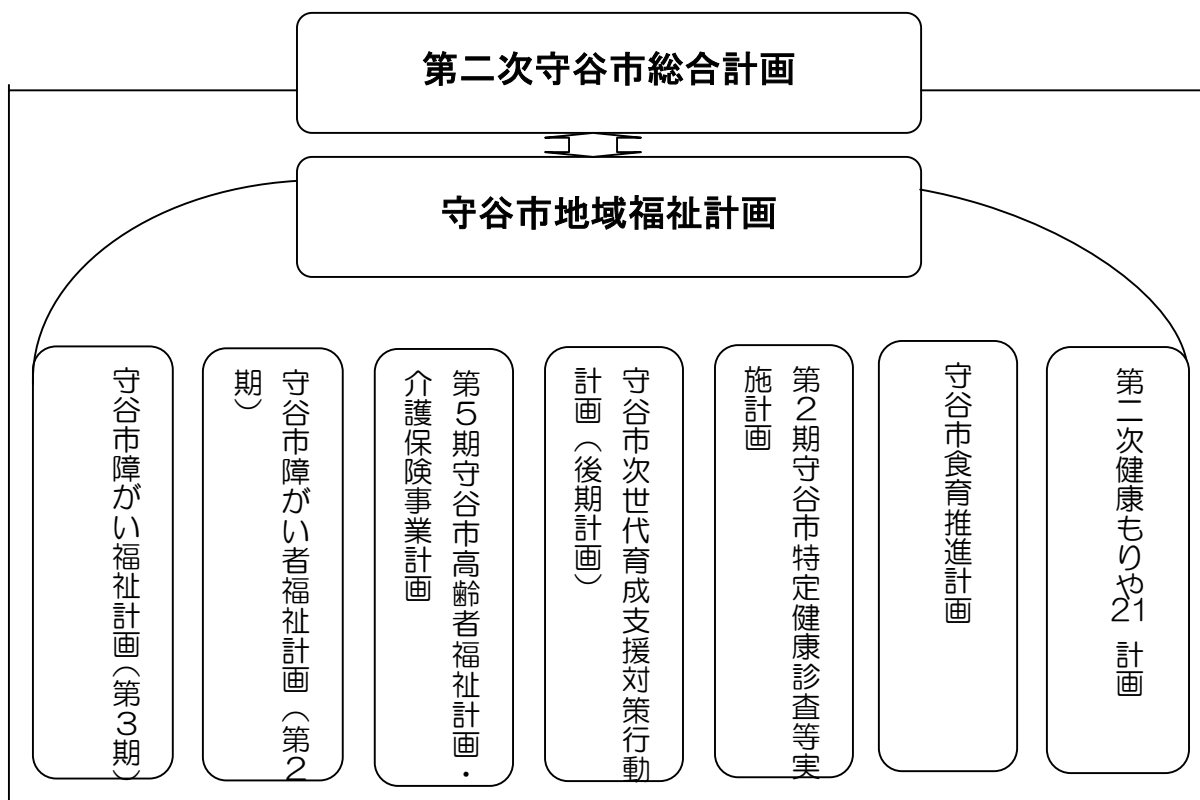 第二次守谷市総合計画
守谷市地域福祉計画
第二次健康もりや21 計画
守谷市食育推進計画
第2期守谷市特定健康診査等実
施計画
守谷市次世代育成支援対策行動
計画（後期計画）
第5期守谷市高齢者福祉計画・
介護保険事業計画
守谷市障がい者福祉計画（第2
期）
守谷市障がい福祉計画（第3期）